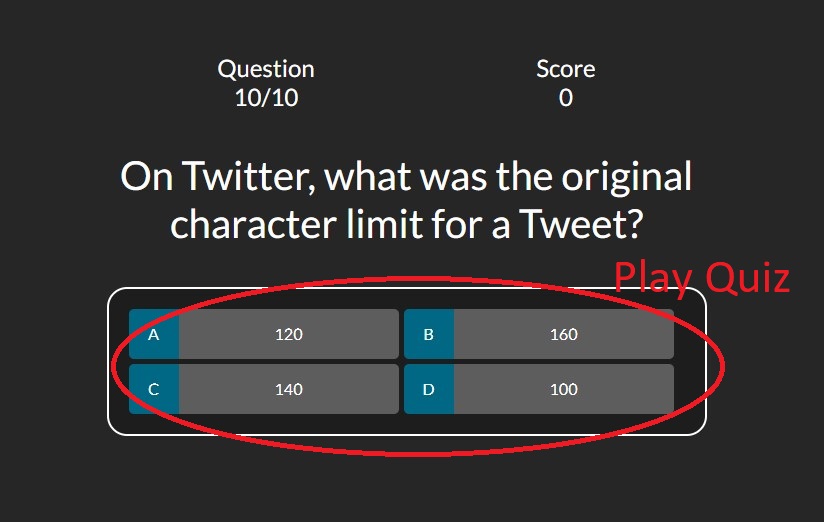 Question
10/10
Score
0
On Twitter, what was the original
character limit for a Tweet?
Play Quiz
A 120
B 160
C 140
D 100